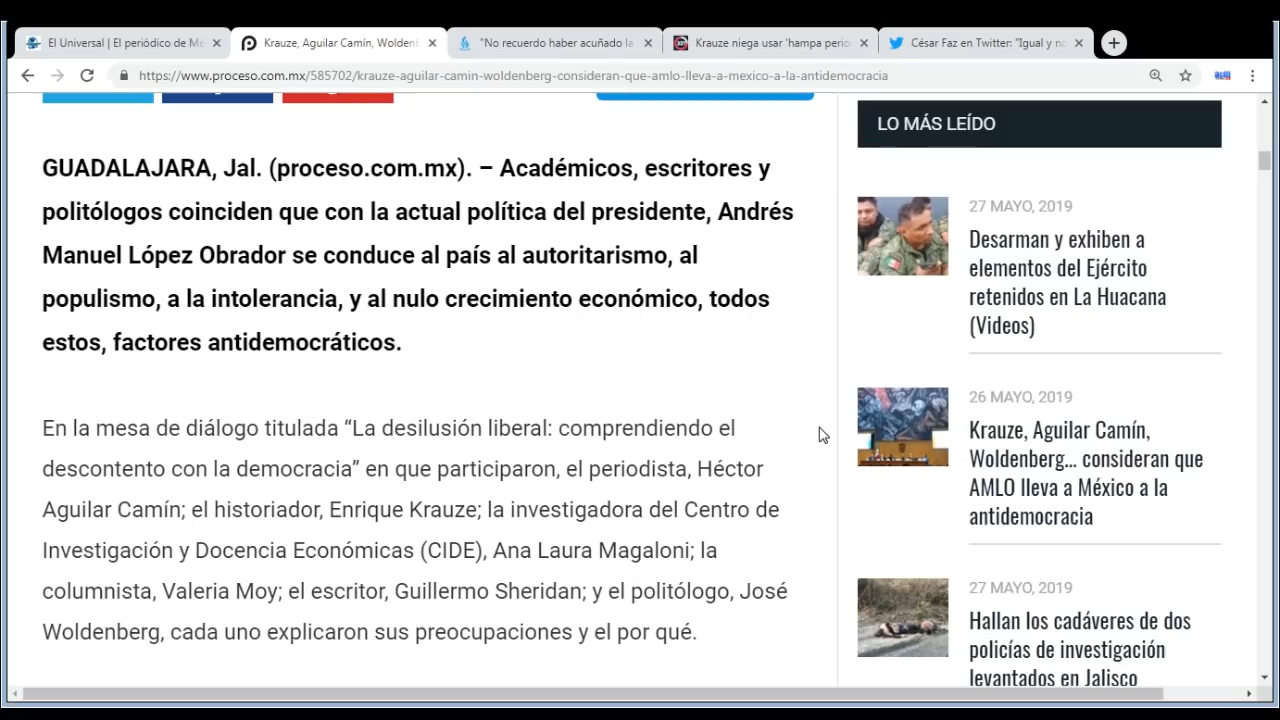 El Universal | El periódico de Mé
Krauze, Aguilar Camín, Woldenb
"No recuerdo haber acuñado la
Krauze niega usar 'hampa perio
César Faz en Twitter: "Igual y no
https://www.proceso.com.mx/585702/krauze-aguilar-camin-woldenberg-consideran-que-amlo-lleva-a-mexico-a-la-antidemocracia
GUADALAJARA, Jal. (proceso.com.mx). – Académicos, escritores y
politólogos coinciden que con la actual política del presidente, Andrés
Manuel López Obrador se conduce al país al autoritarismo, al
populismo, a la intolerancia, y al nulo crecimiento económico, todos
estos, factores antidemocráticos.
En la mesa de diálogo titulada “La desilusión liberal: comprendiendo el
descontento con la democracia” en que participaron, el periodista, Héctor
Aguilar Camín; el historiador, Enrique Krauze; la investigadora del Centro de
Investigación y Docencia Económicas (CIDE), Ana Laura Magaloni; la
columnista, Valeria Moy; el escritor, Guillermo Sheridan; y el politólogo, José
Woldenberg, cada uno explicaron sus preocupaciones y el por qué.
LO MÁS LEÍDO
27 MAYO, 2019
Desarman y exhiben a
elementos del Ejército
retenidos en La Huacana
(Videos)
26 MAYO, 2019
Krauze, Aguilar Camín,
Woldenberg... consideran que
AMLO lleva a México a la
antidemocracia
27 MAYO, 2019
Hallan los cadáveres de dos
policías de investigación
levantados en Jalisco